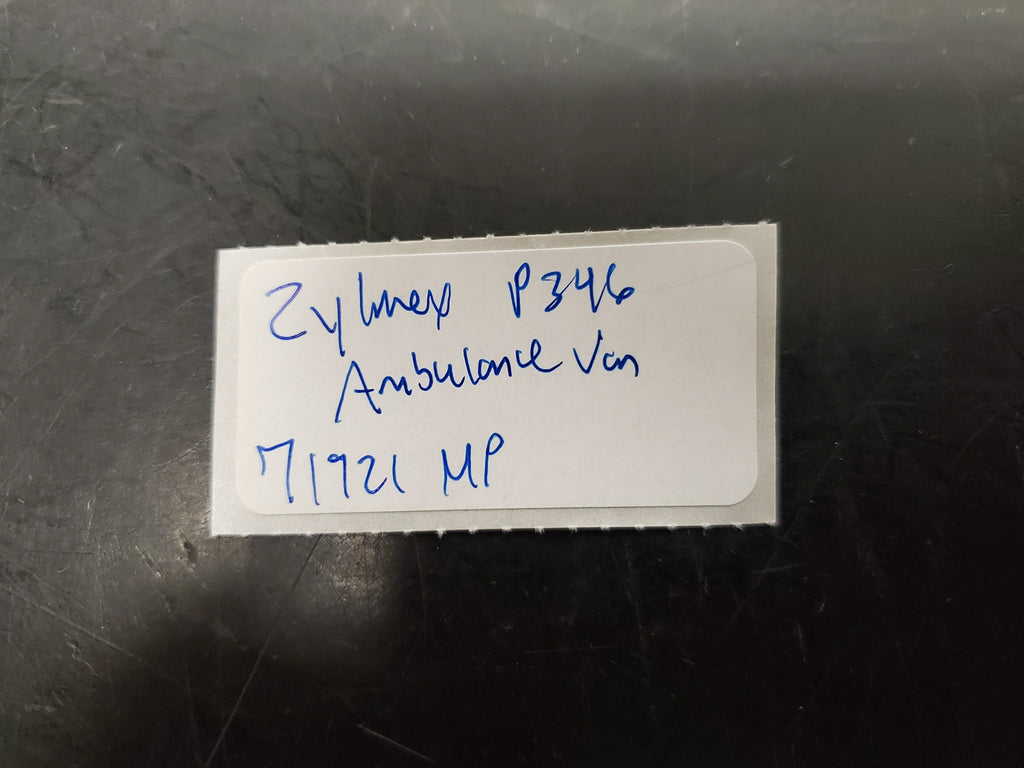 Zylmex P346
Ambulance Van
71921 MP